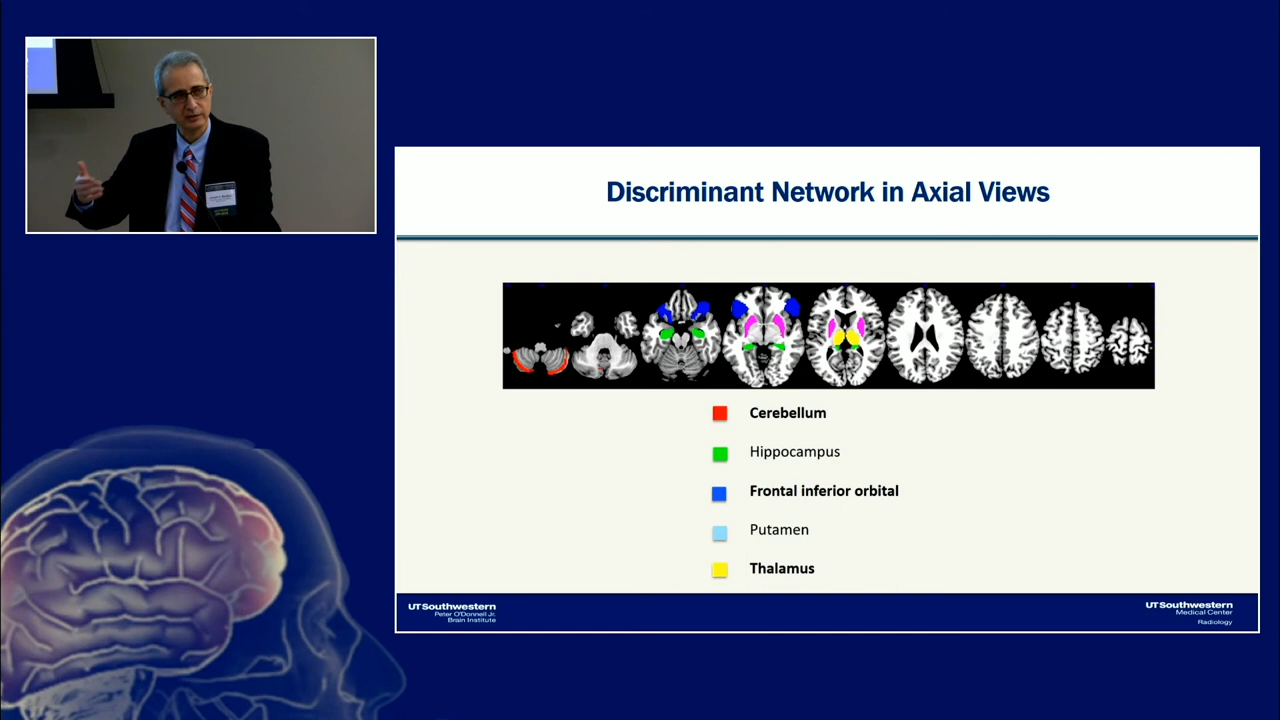 Discriminant Network in Axial Views
Cerebellum
Hippocampus
Frontal inferior orbital
Putamen
Thalamus
UTSouthwestern
Peter O'Donnell Jr.
Brain Institute
UTSouthwestern
Medical Center
Radiology